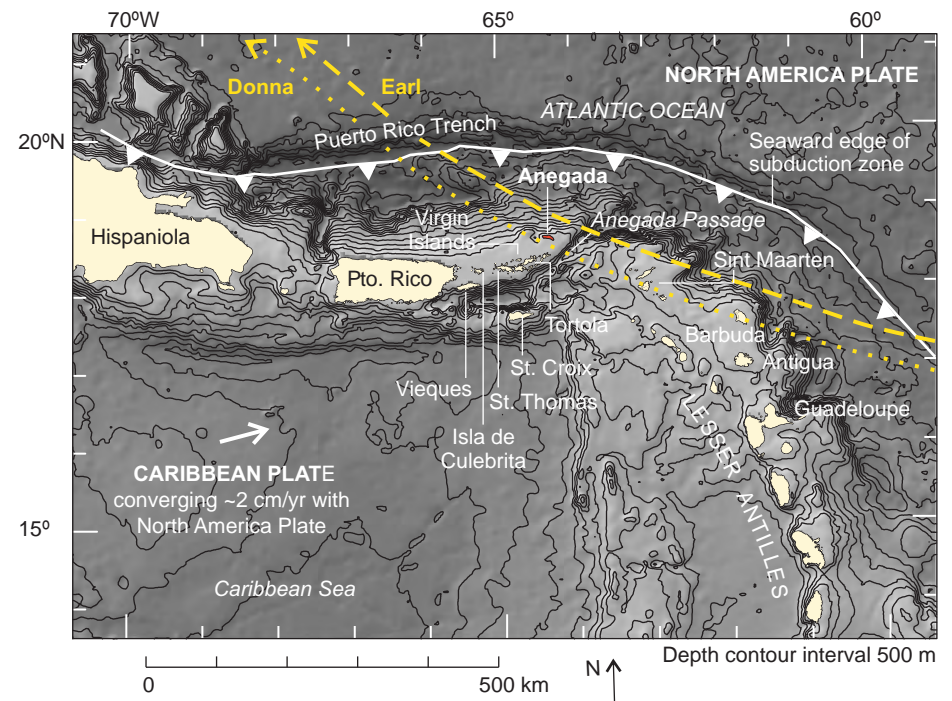 70ºW
65º
60º
Donna
Earl
NORTH AMERICA PLATE
ATLANTIC OCEAN
20ºN
Puerto Rico Trench
Seaward edge of
subduction zone
Anegada
Virgin
Islands
Anegada Passage
Hispaniola
Sint Maarten
Pto. Rico
Tortola
Barbuda
Antigua
St. Croix
Vieques
St. Thomas
Guadeloupe
Isla de
Culebrita
LESSER ANTILLES
CARIBBEAN PLATE
converging ~2 cm/yr with
North America Plate
15º
Caribbean Sea
Depth contour interval 500 m
0
500 km
N